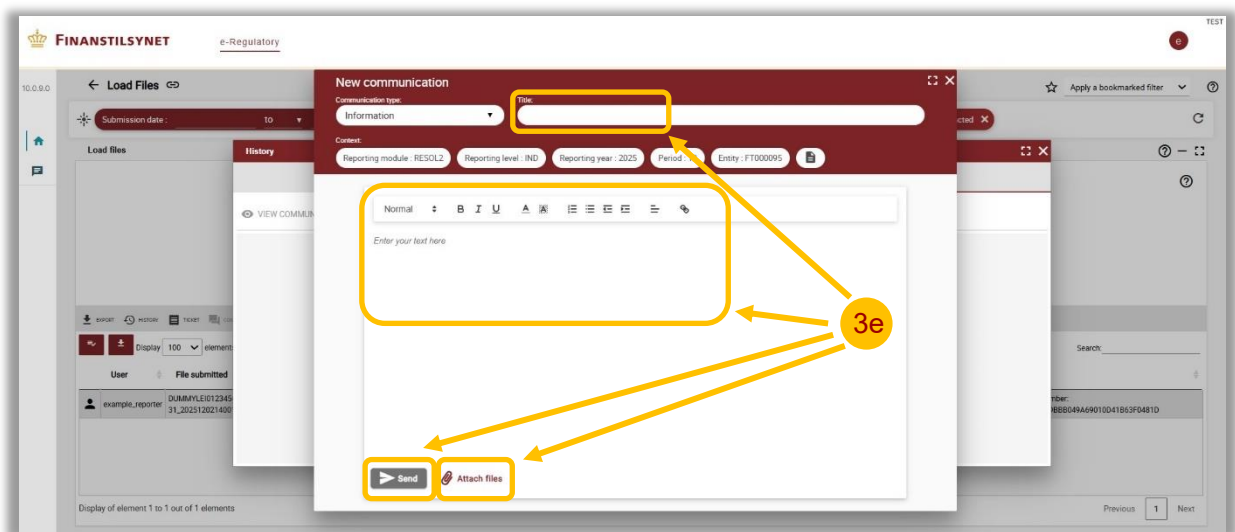 TEST
FINANSTILSYNET
e-Regulatory
e
10.0.9.0
Load Files
Apply a bookmarked filter
Submission date:
to
Load files
History
VIEW
New communication
Communication type:
Title:
Information
Context:
Reporting module : RESOL2
Reporting level : IND
Reporting year : 2025
Period :
Entity : FT000095
Normal
B I U A
Enter your text here
3e
EXPORT
HISTORY
TICKET
Display 100
Search:
User
File submitted
example_reporter
31_202512021400
Send
Attach files
Display of element 1 to 1 out of 1 elements
Previous 1 Next